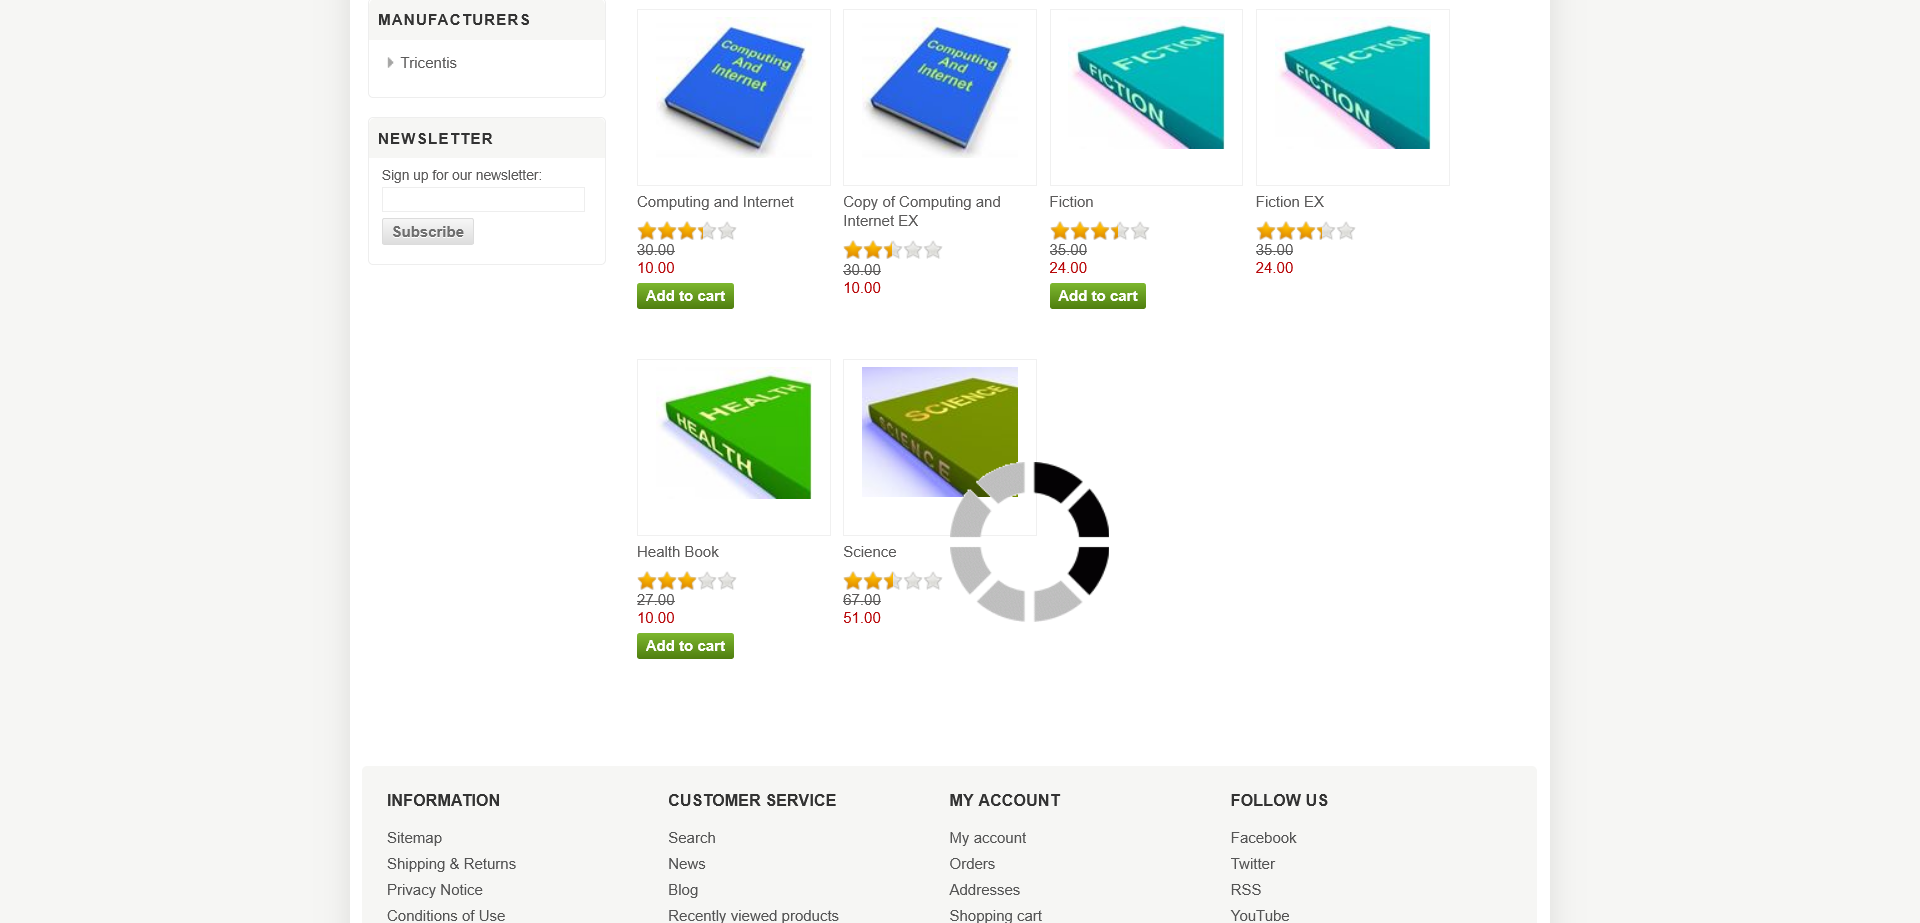 MANUFACTURERS
Tricentis
NEWSLETTER
Sign up for our newsletter:
Subscribe
Computing
And
Internet
Computing and Internet
30.00
10.00
Add to cart
Computing
And
Internet
Copy of Computing and
Internet EX
30.00
10.00
FICTION
FICTION
Fiction
35.00
24.00
Add to cart
FICTION
FICTION
Fiction EX
35.00
24.00
HEALTH
HEALTH
Health Book
27.00
10.00
Add to cart
SCIENCE
SCIENCE
Science
67.00
51.00
INFORMATION
Sitemap
Shipping & Returns
Privacy Notice
Conditions of Use
CUSTOMER SERVICE
Search
News
Blog
Recently viewed products
MY ACCOUNT
My account
Orders
Addresses
Shopping cart
FOLLOW US
Facebook
Twitter
RSS
YouTube